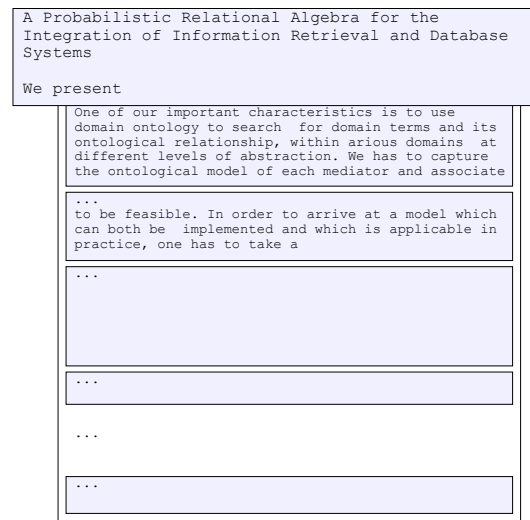 A Probabilistic Relational Algebra for the
Integration of Information Retrieval and Database
Systems
We present
One of our important characteristics is to use
domain ontology to search  for domain terms and its
ontological relationship, within arious domains  at
different levels of abstraction. We has to capture
the ontological model of each mediator and associate
...
to be feasible. In order to arrive at a model which
can both be  implemented and which is applicable in
practice, one has to take a
...
...
...
...